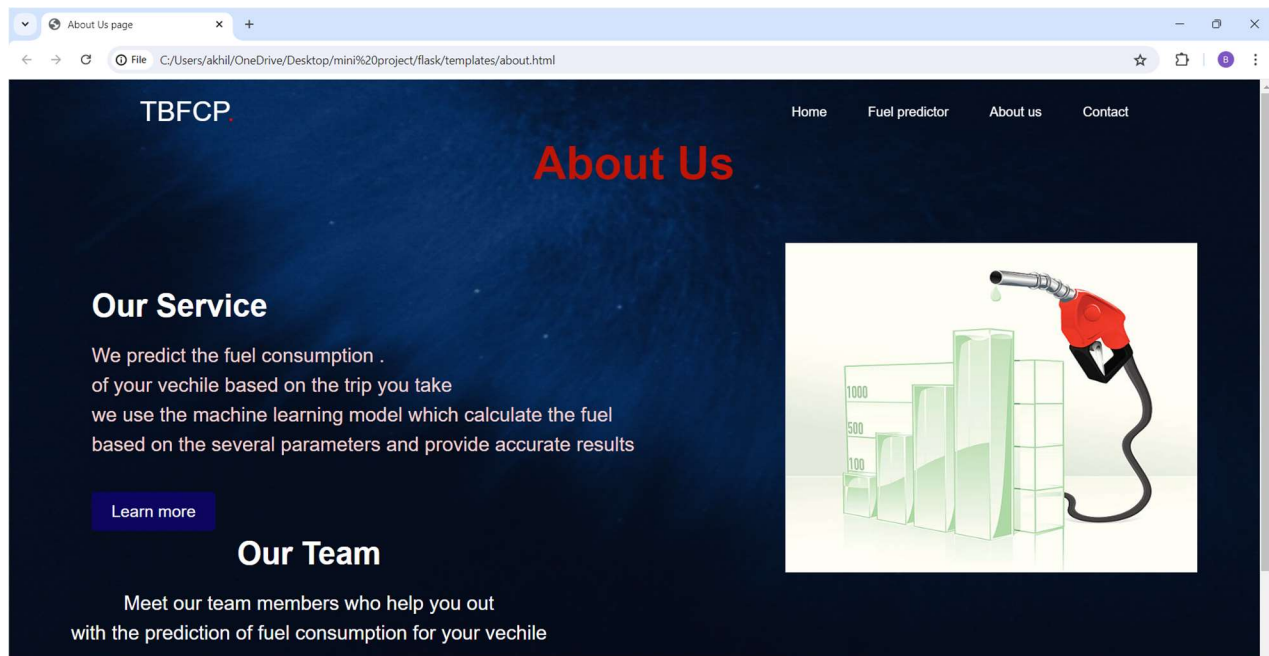 About Us page
File C:/Users/akhil/OneDrive/Desktop/mini%20project/flask/templates/about.html
B
TBFCP.
Home Fuel predictor About us Contact
About Us
Our Service
We predict the fuel consumption .
of your vechile based on the trip you take
we use the machine learning model which calculate the fuel
based on the several parameters and provide accurate results
1000
500
100
Learn more
Our Team
Meet our team members who help you out
with the prediction of fuel consumption for your vechile